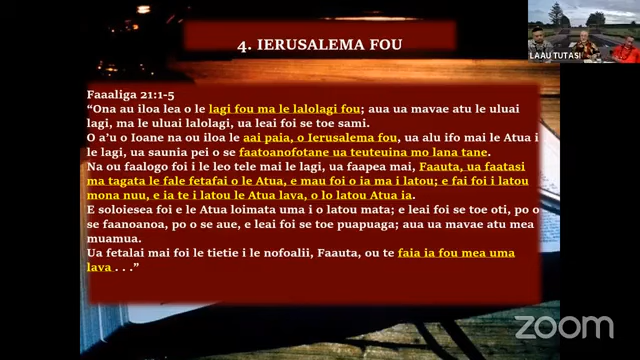 4. IERUSALEMA FOU
LAAU TUTASI
Faaaliga 21:1-5
“Ona au iloa lea o le lagi fou ma le lalolagi fou; aua ua mavae atu le uluai
lagi, ma le uluai lalolagi, ua leai foi se toe sami.
O a’u o Ioane na ou iloa le aai paia, o Ierusalema fou, ua alu ifo mai le Atua i
le lagi, ua saunia pei o se faatoanofotane ua teuteuina mo lana tane.
Na ou faalogo foi i le leo tele mai le lagi, ua faapea mai, Faauta, ua faatasi
ma tagata le fale fetafai o le Atua, e mau foi o ia ma i latou; e fai foi i latou
mona nuu, e ia te i latou le Atua lava, o lo latou Atua ia.
E soloiesea foi e le Atua loimata uma i o latou mata; e leai foi se toe oti, po o
se faanoanoa, po o se aue, e leai foi se toe puapuaga; aua ua mavae atu mea
muamua.
Ua fetalai mai foi le tietie i le nofoalii, Faauta, ou te faia ia fou mea uma
lava . . .”
zoom